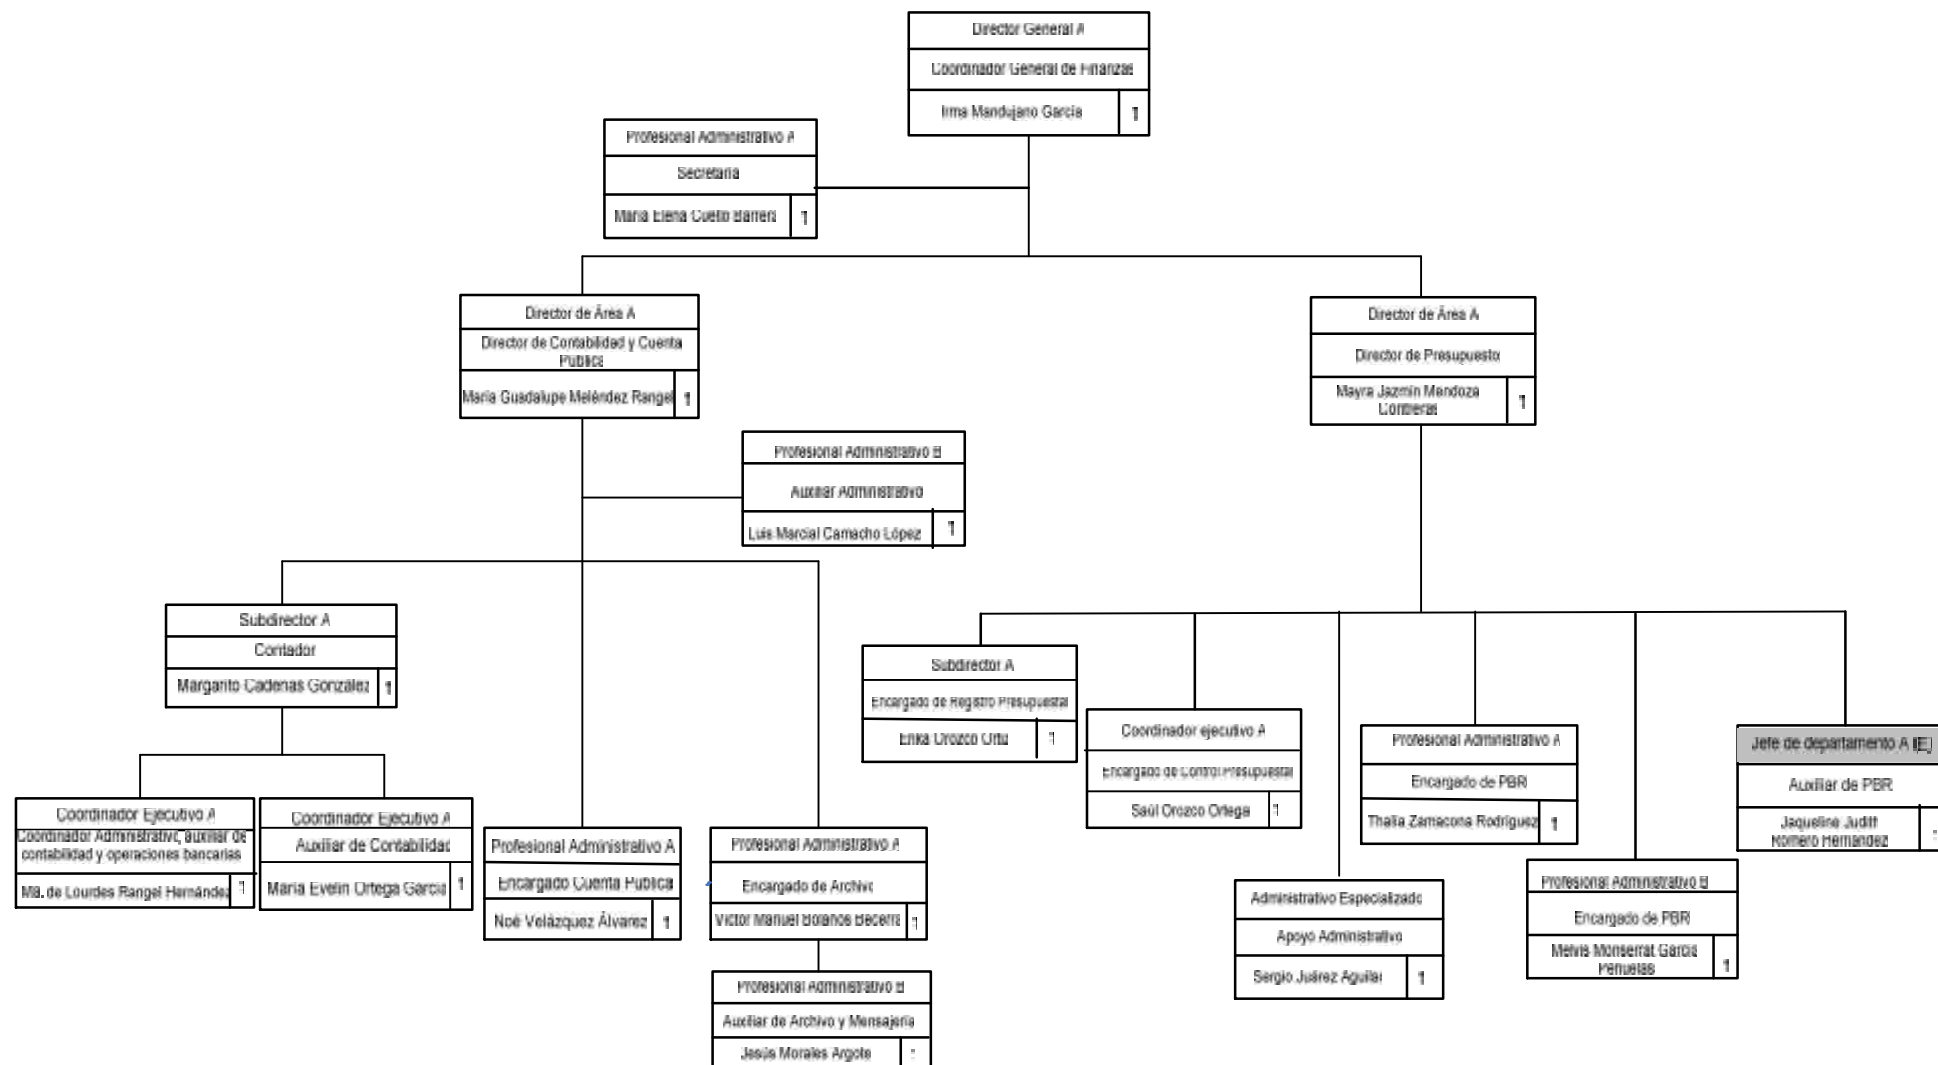 Director General A
Coordinador General de Finanzas
Irma Mandujano García 1
Profesional Administrativo A
Secretaria
María Elena Cueto Barrera 1
Director de Área A
Director de Contabilidad y Cuenta
Pública
María Guadalupe Meléndez Rangel 1
Director de Área A
Director de Presupuesto
Mayra Jazmín Mendoza
Contreras 1
Profesional Administrativo B
Auxiliar Administrativo
Luis Marcial Camacho López 1
Subdirector A
Contador
Margarito Cadenas González 1
Subdirector A
Encargado de Registro Presupuestal
Erika Orozco Ortiz 1
Coordinador ejecutivo A
Encargado de Control Presupuestal
Saúl Orozco Ortega 1
Profesional Administrativo A
Encargado de PBR
Thalía Zamacona Rodríguez 1
Jefe de departamento A (E)
Auxiliar de PBR
Jaqueline Judith
Romero Hernández 1
Coordinador Ejecutivo A
Coordinador Administrativo, auxiliar de
contabilidad y operaciones bancarias
Ma. de Lourdes Rangel Hernández 1
Coordinador Ejecutivo A
Auxiliar de Contabilidad
María Evelin Ortega García 1
Profesional Administrativo A
Encargado Cuenta Pública
Noé Velázquez Álvarez 1
Profesional Administrativo A
Encargado de Archivo
Víctor Manuel Bolaños Becerra 1
Administrativo Especializado
Apoyo Administrativo
Sergio Juárez Aguilar 1
Profesional Administrativo B
Encargado de PBR
Melvis Monserrat García
Peñuelas 1
Profesional Administrativo B
Auxiliar de Archivo y Mensajería
Jesús Morales Argote 1